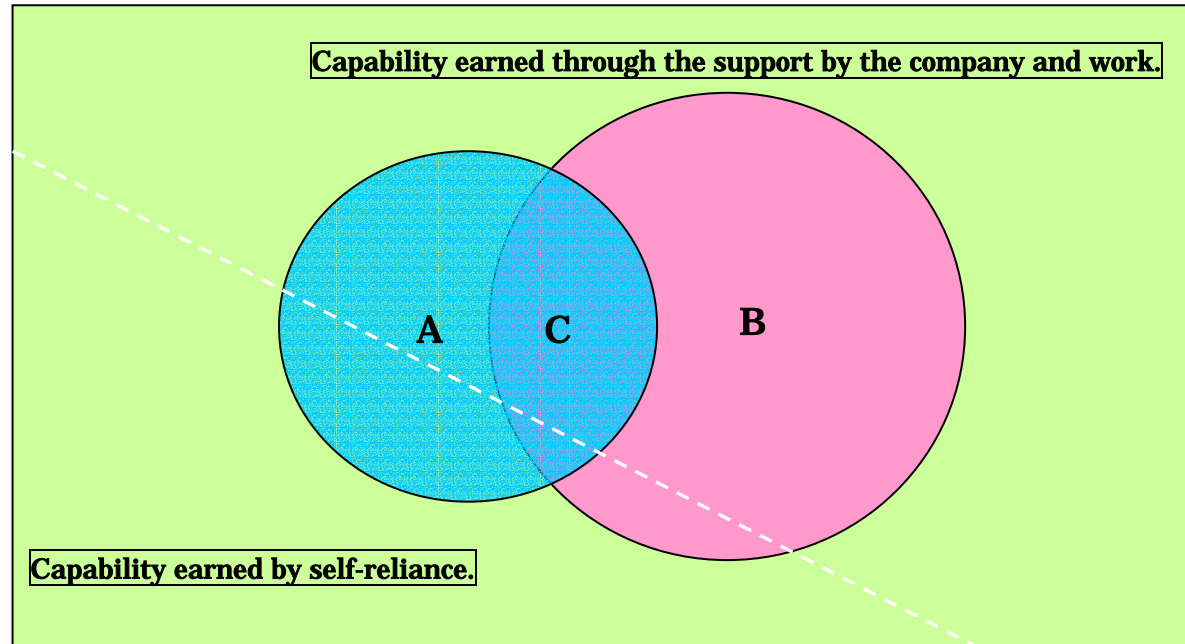 Capability earned through the support by the company and work.
A
C
B
Capability earned by self-reliance.